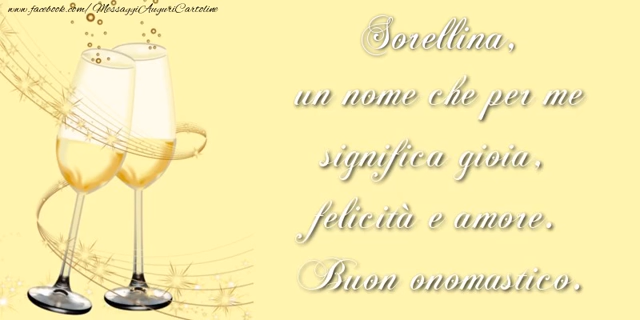 www.facebook.com/MessaggiAuguriCartoline
Sorellina,
un nome che per me
significa gioia,
felicità e amore.
Buon onomastico.